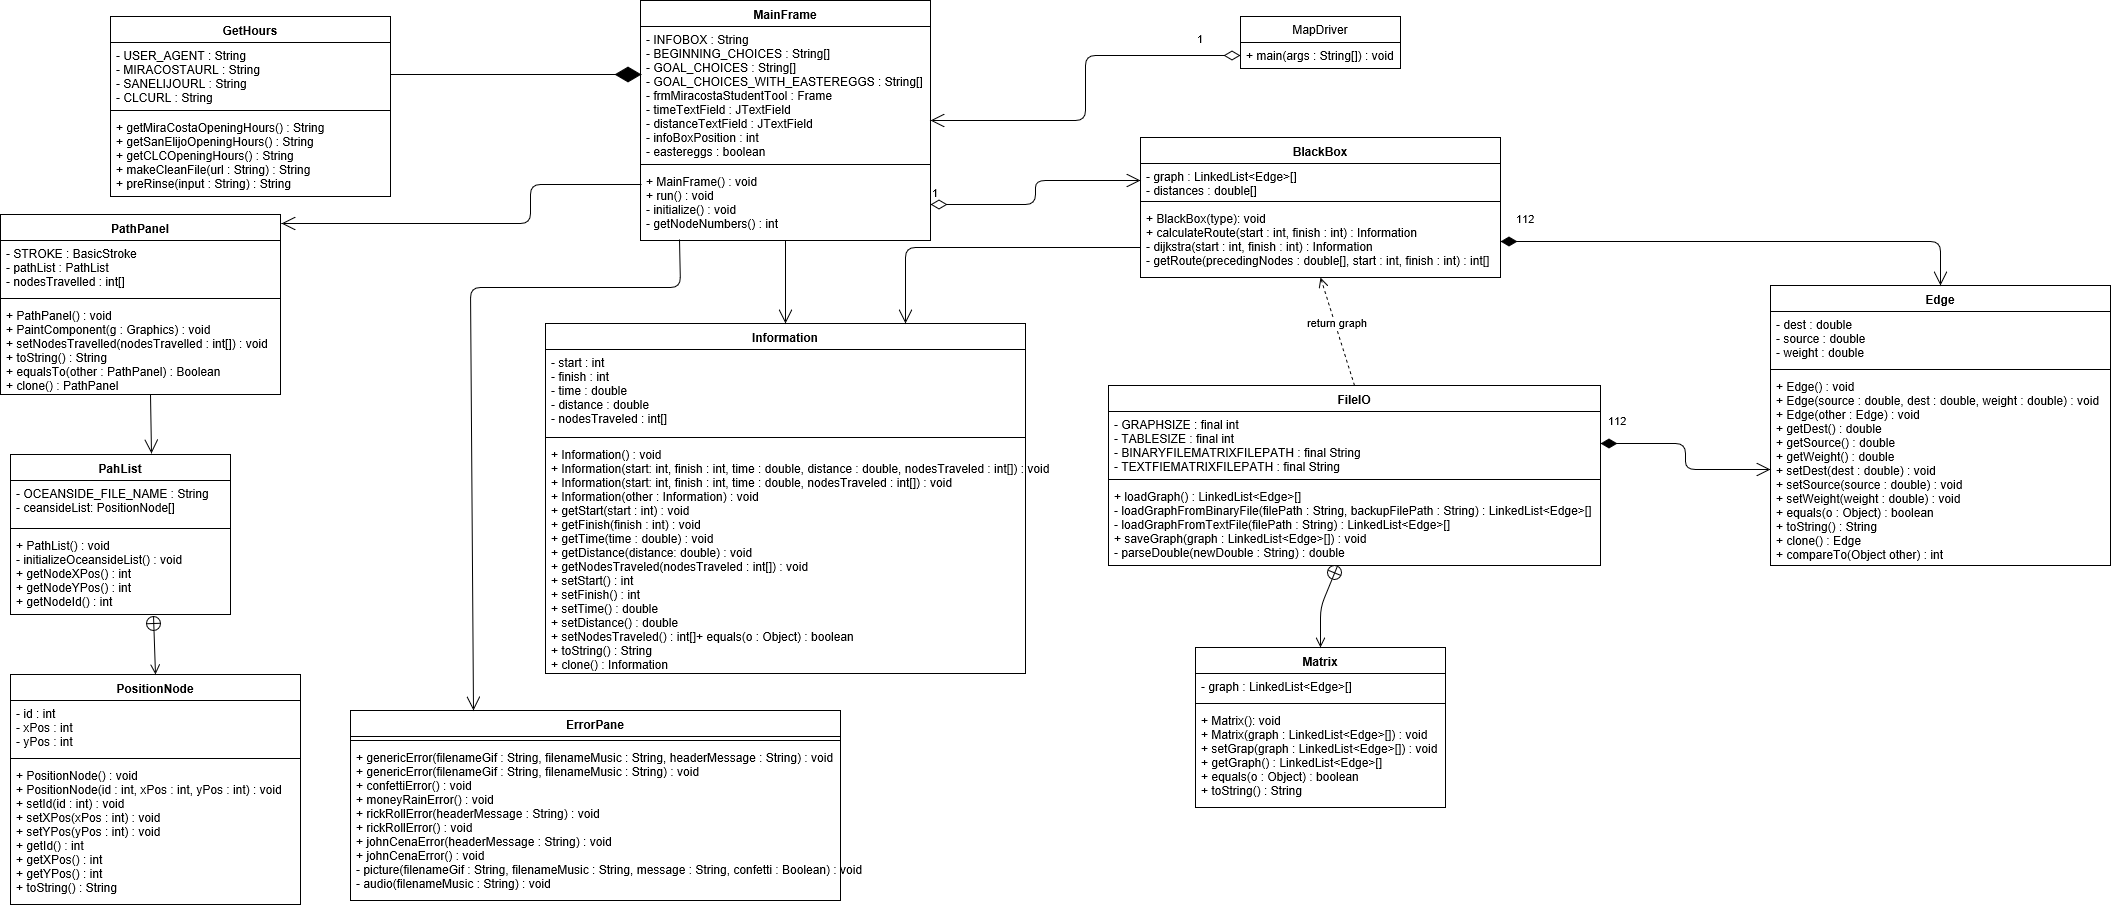 GetHours
- USER_AGENT : String
- MIRACOSTAURL : String
- SANELIJOURL : String
- CLCURL : String
+ getMiraCostaOpeningHours() : String
+ getSanElijoOpeningHours() : String
+ getCLCOpeningHours() : String
+ makeCleanFile(url : String) : String
+ preRinse(input : String) : String
MainFrame
- INFOBOX : String
- BEGINNING_CHOICES : String[]
- GOAL_CHOICES : String[]
- GOAL_CHOICES_WITH_EASTEREGGS : String[]
- frmMiracostaStudentTool : Frame
- timeTextField : JTextField
- distanceTextField : JTextField
- infoBoxPosition : int
- eastereggs : boolean
+ MainFrame() : void
+ run() : void
- initialize() : void
- getNodeNumbers() : int
1
MapDriver
+ main(args : String[]) : void
1
BlackBox
- graph : LinkedList<Edge>[]
- distances : double[]
+ BlackBox(type): void
+ calculateRoute(start : int, finish : int) : Information
- dijkstra(start : int, finish : int) : Information
- getRoute(precedingNodes : double[], start : int, finish : int) : int[]
112
PathPanel
- STROKE : BasicStroke
- pathList : PathList
- nodesTravelled : int[]
+ PathPanel() : void
+ PaintComponent(g : Graphics) : void
+ setNodesTravelled(nodesTravelled : int[]) : void
+ toString() : String
+ equalsTo(other : PathPanel) : Boolean
+ clone() : PathPanel
Information
- start : int
- finish : int
- time : double
- distance : double
- nodesTraveled : int[]
+ Information() : void
+ Information(start: int, finish : int, time : double, distance : double, nodesTraveled : int[]) : void
+ Information(start: int, finish : int, time : double, nodesTraveled : int[]) : void
+ Information(other : Information) : void
+ getStart(start : int) : void
+ getFinish(finish : int) : void
+ getTime(time : double) : void
+ getDistance(distance: double) : void
+ getNodesTraveled(nodesTraveled : int[]) : void
+ setStart() : int
+ setFinish() : int
+ setTime() : double
+ setDistance() : double
+ setNodesTraveled() : int[]+ equals(o : Object) : boolean
+ toString() : String
+ clone() : Information
return graph
Edge
- dest : double
- source : double
- weight : double
+ Edge() : void
+ Edge(source : double, dest : double, weight : double) : void
+ Edge(other : Edge) : void
+ getDest() : double
+ getSource() : double
+ getWeight() : double
+ setDest(dest : double) : void
+ setSource(source : double) : void
+ setWeight(weight : double) : void
+ equals(o : Object) : boolean
+ toString() : String
+ clone() : Edge
+ compareTo(Object other) : int
FileIO
- GRAPHSIZE : final int
- TABLESIZE : final int
- BINARYFILEMATRIXFILEPATH : final String
- TEXTFIEMATRIXFILEPATH : final String
+ loadGraph() : LinkedList<Edge>[]
- loadGraphFromBinaryFile(filePath : String, backupFilePath : String) : LinkedList<Edge>[]
- loadGraphFromTextFile(filePath : String) : LinkedList<Edge>[]
+ saveGraph(graph : LinkedList<Edge>[]) : void
- parseDouble(newDouble : String) : double
112
PahList
- OCEANSIDE_FILE_NAME : String
- ceansideList: PositionNode[]
+ PathList() : void
- initializeOceansideList() : void
+ getNodeXPos() : int
+ getNodeYPos() : int
+ getNodeId() : int
Matrix
- graph : LinkedList<Edge>[]
+ Matrix(): void
+ Matrix(graph : LinkedList<Edge>[]) : void
+ setGrap(graph : LinkedList<Edge>[]) : void
+ getGraph() : LinkedList<Edge>[]
+ equals(o : Object) : boolean
+ toString() : String
PositionNode
- id : int
- xPos : int
- yPos : int
+ PositionNode() : void
+ PositionNode(id : int, xPos : int, yPos : int) : void
+ setId(id : int) : void
+ setXPos(xPos : int) : void
+ setYPos(yPos : int) : void
+ getId() : int
+ getXPos() : int
+ getYPos() : int
+ toString() : String
ErrorPane
+ genericError(filenameGif : String, filenameMusic : String, headerMessage : String) : void
+ genericError(filenameGif : String, filenameMusic : String) : void
+ confettiError() : void
+ moneyRainError() : void
+ rickRollError(headerMessage : String) : void
+ rickRollError() : void
+ johnCenaError(headerMessage : String) : void
+ johnCenaError() : void
- picture(filenameGif : String, filenameMusic : String, message : String, confetti : Boolean) : void
- audio(filenameMusic : String) : void